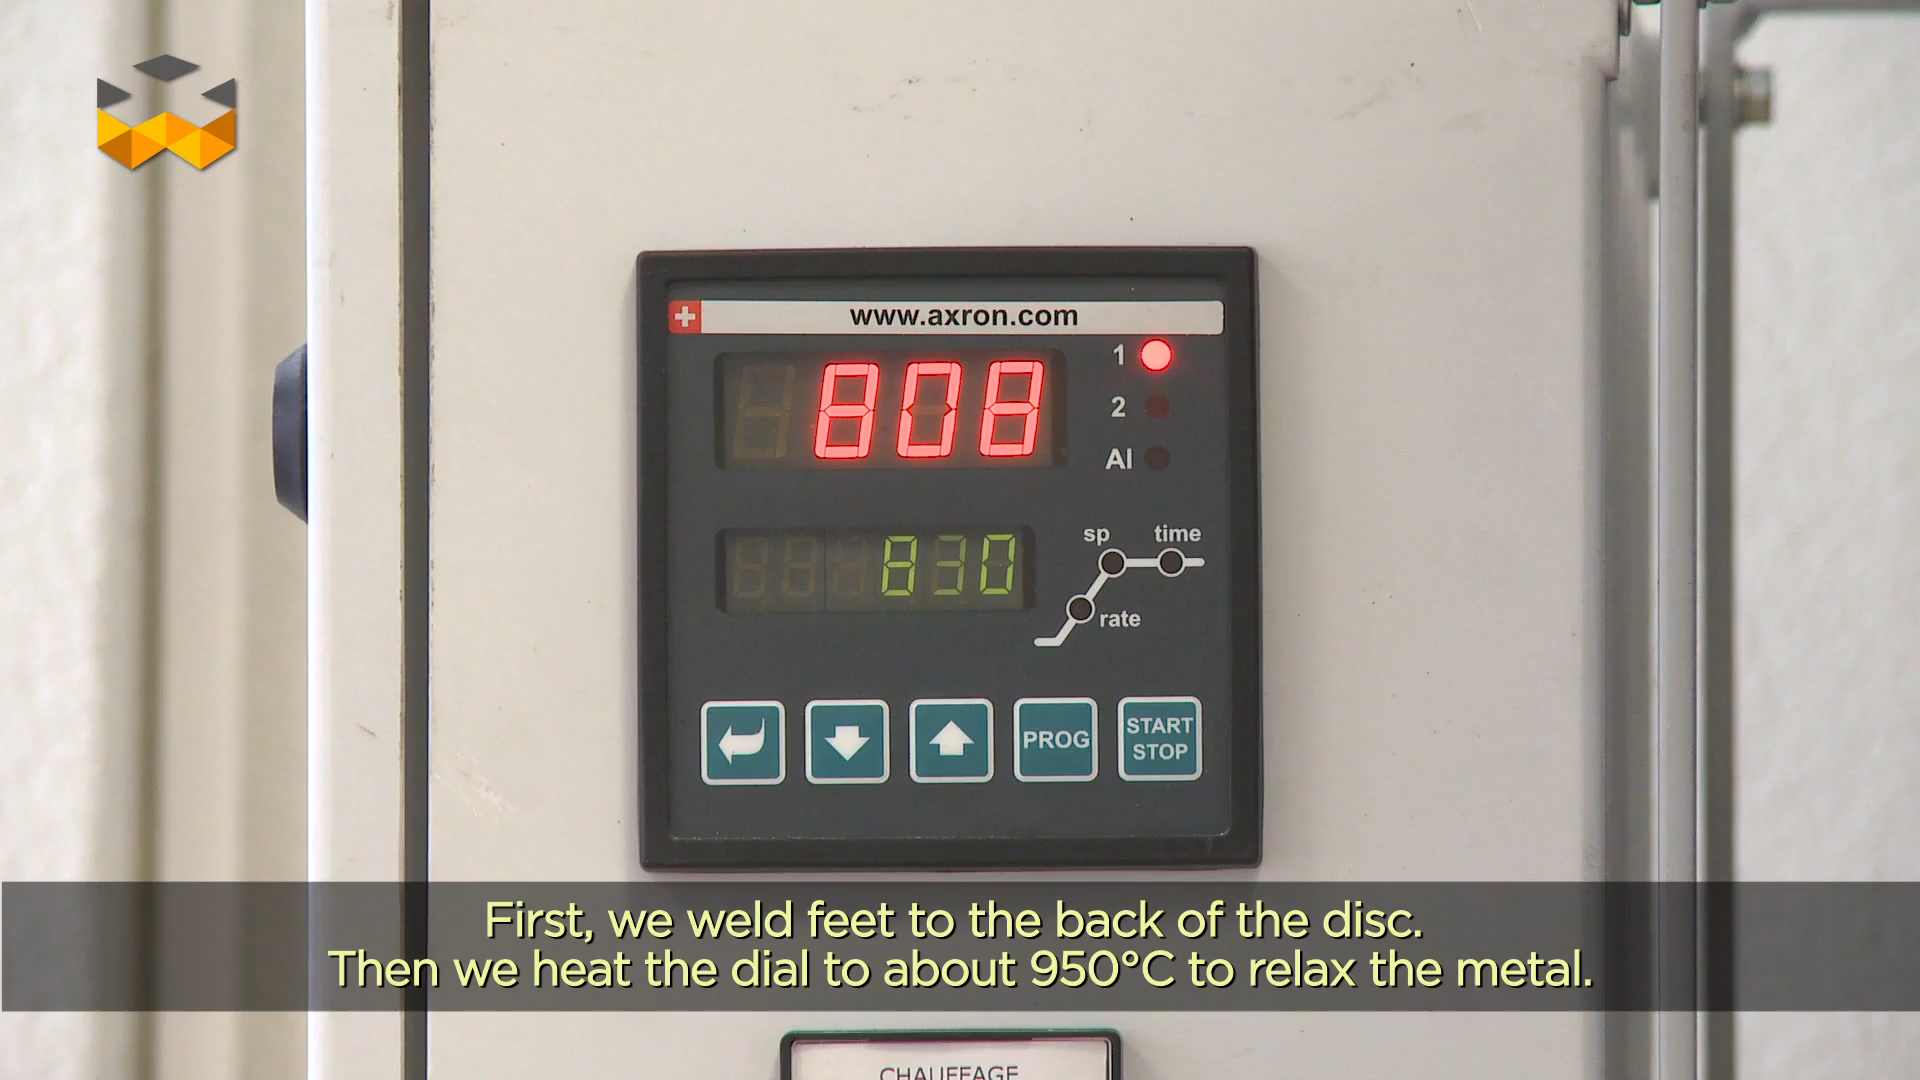 www.axron.com
808
1
2
Al
830
sp
time
rate
PROG
START
STOP
First, we weld feet to the back of the disc.
Then we heat the dial to about 950°C to relax the metal.
CHAUFFAGE